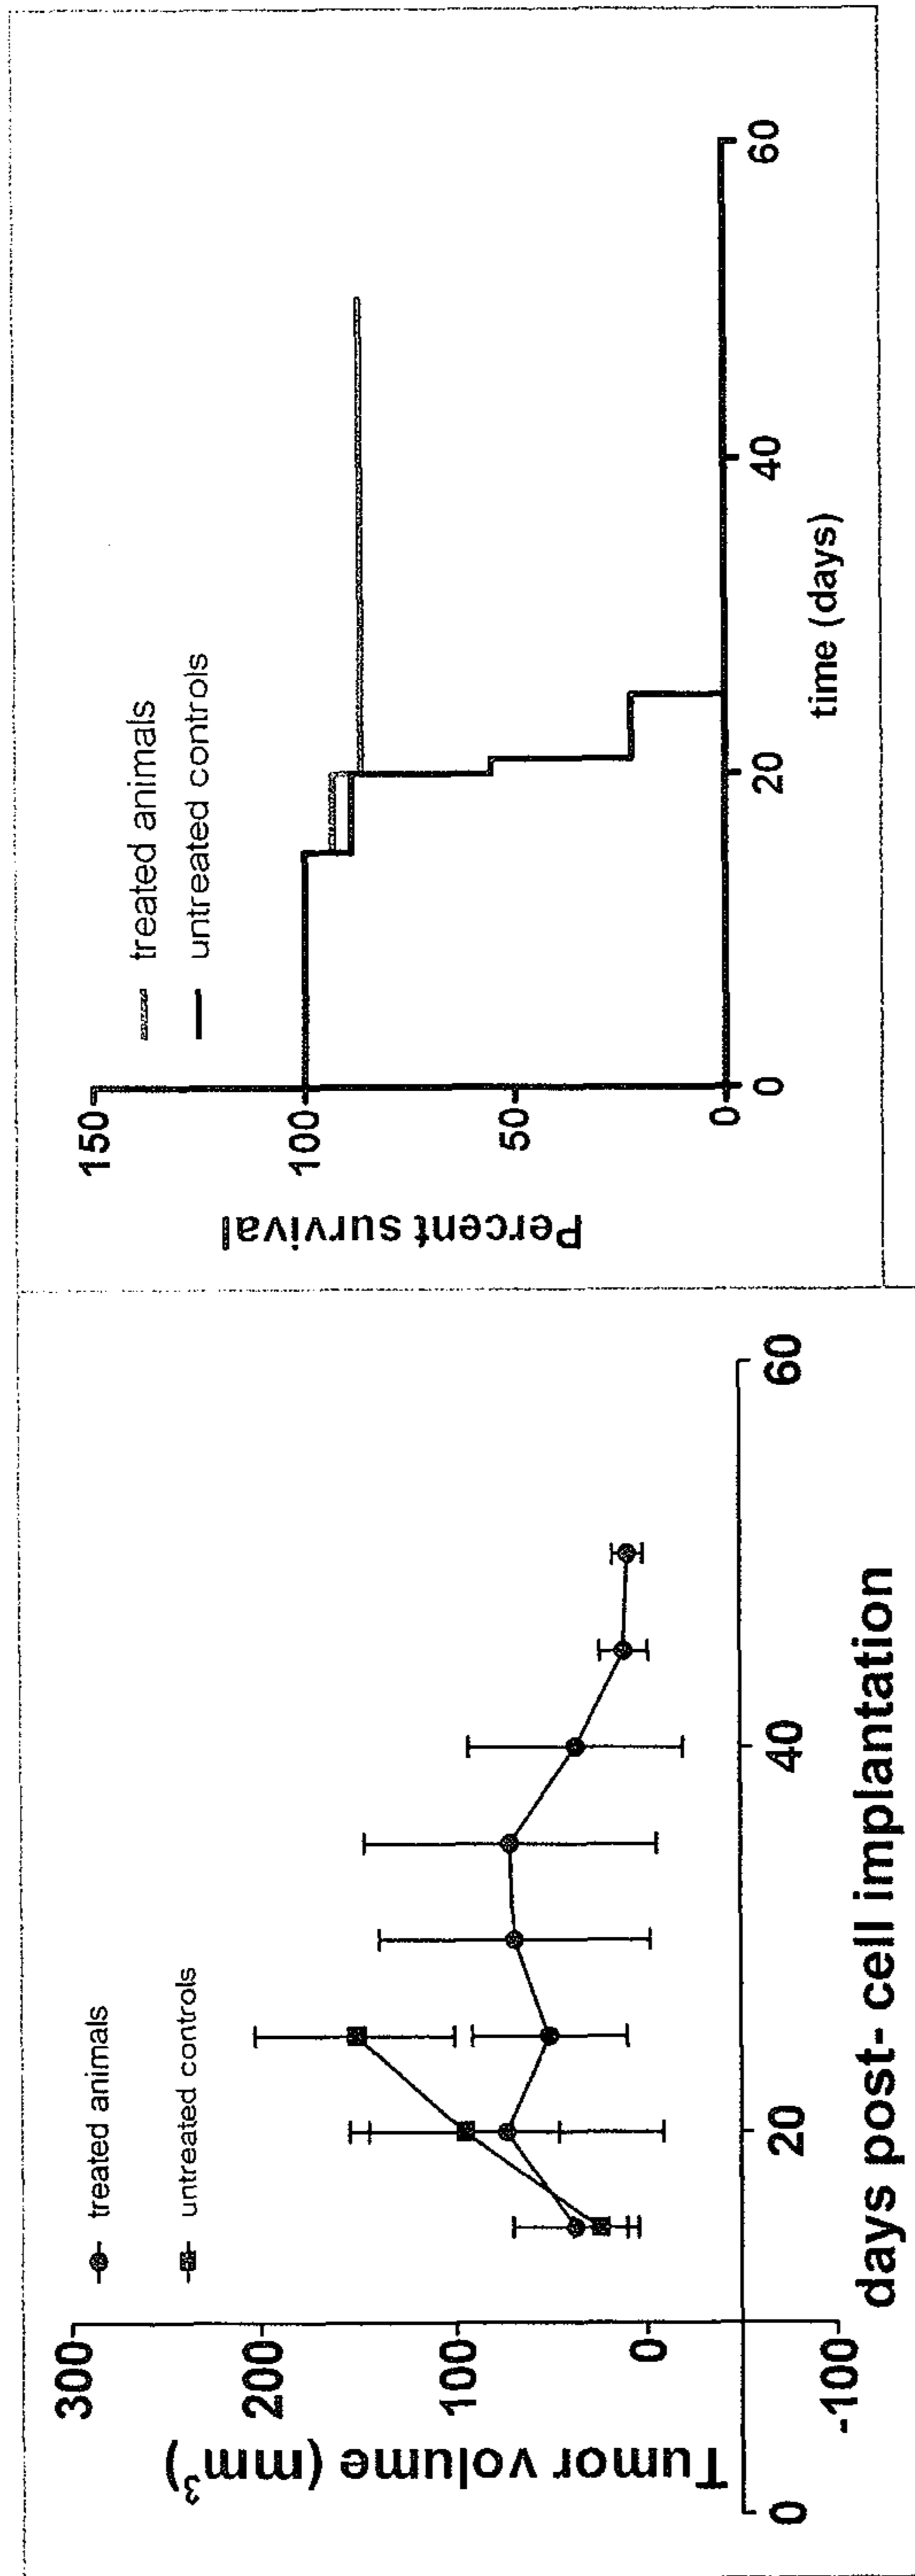 treated animals
untreated controls
300
200
100
0
-100
Tumor volume (mm³)
0
20
40
60
days post- cell implantation
treated animals
untreated controls
150
100
50
0
Percent survival
0
20
40
60
time (days)